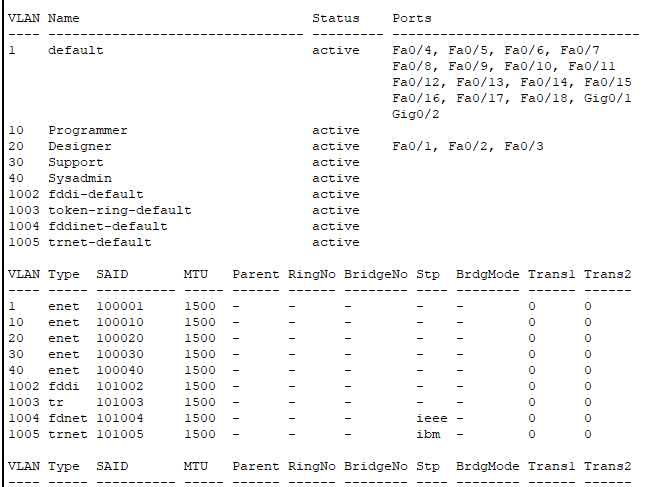 VLAN Name                             Status    Ports
---- -------------------------------- --------- -------------------------------
1    default                          active    Fa0/4, Fa0/5, Fa0/6, Fa0/7
                                                Fa0/8, Fa0/9, Fa0/10, Fa0/11
                                                Fa0/12, Fa0/13, Fa0/14, Fa0/15
                                                Fa0/16, Fa0/17, Fa0/18, Gig0/1
                                                Gig0/2
10   Programmer                       active
20   Designer                         active    Fa0/1, Fa0/2, Fa0/3
30   Support                          active
40   Sysadmin                         active
1002 fddi-default                     active
1003 token-ring-default               active
1004 fddinet-default                  active
1005 trnet-default                    active

VLAN Type  SAID       MTU   Parent RingNo BridgeNo Stp  BrdgMode Trans1 Trans2
---- ----- ---------- ----- ------ ------ -------- ---- -------- ------ ------
1    enet  100001     1500  -      -      -        -    -        0      0
10   enet  100010     1500  -      -      -        -    -        0      0
20   enet  100020     1500  -      -      -        -    -        0      0
30   enet  100030     1500  -      -      -        -    -        0      0
40   enet  100040     1500  -      -      -        -    -        0      0
1002 fddi  101002     1500  -      -      -        -    -        0      0
1003 tr    101003     1500  -      -      -        -    -        0      0
1004 fdnet 101004     1500  -      -      -        ieee -        0      0
1005 trnet 101005     1500  -      -      -        ibm  -        0      0

VLAN Type  SAID       MTU   Parent RingNo BridgeNo Stp  BrdgMode Trans1 Trans2
---- ----- ---------- ----- ------ ------ -------- ---- -------- ------ ------